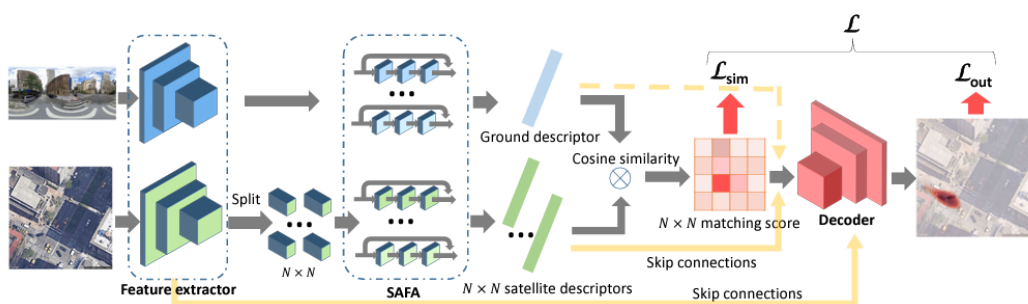 ℒ
ℒsim
ℒout
Ground descriptor
Cosine similarity
Split
N × N
N × N matching score
Decoder
Skip connections
Feature extractor
SAFA
N × N satellite descriptors
Skip connections